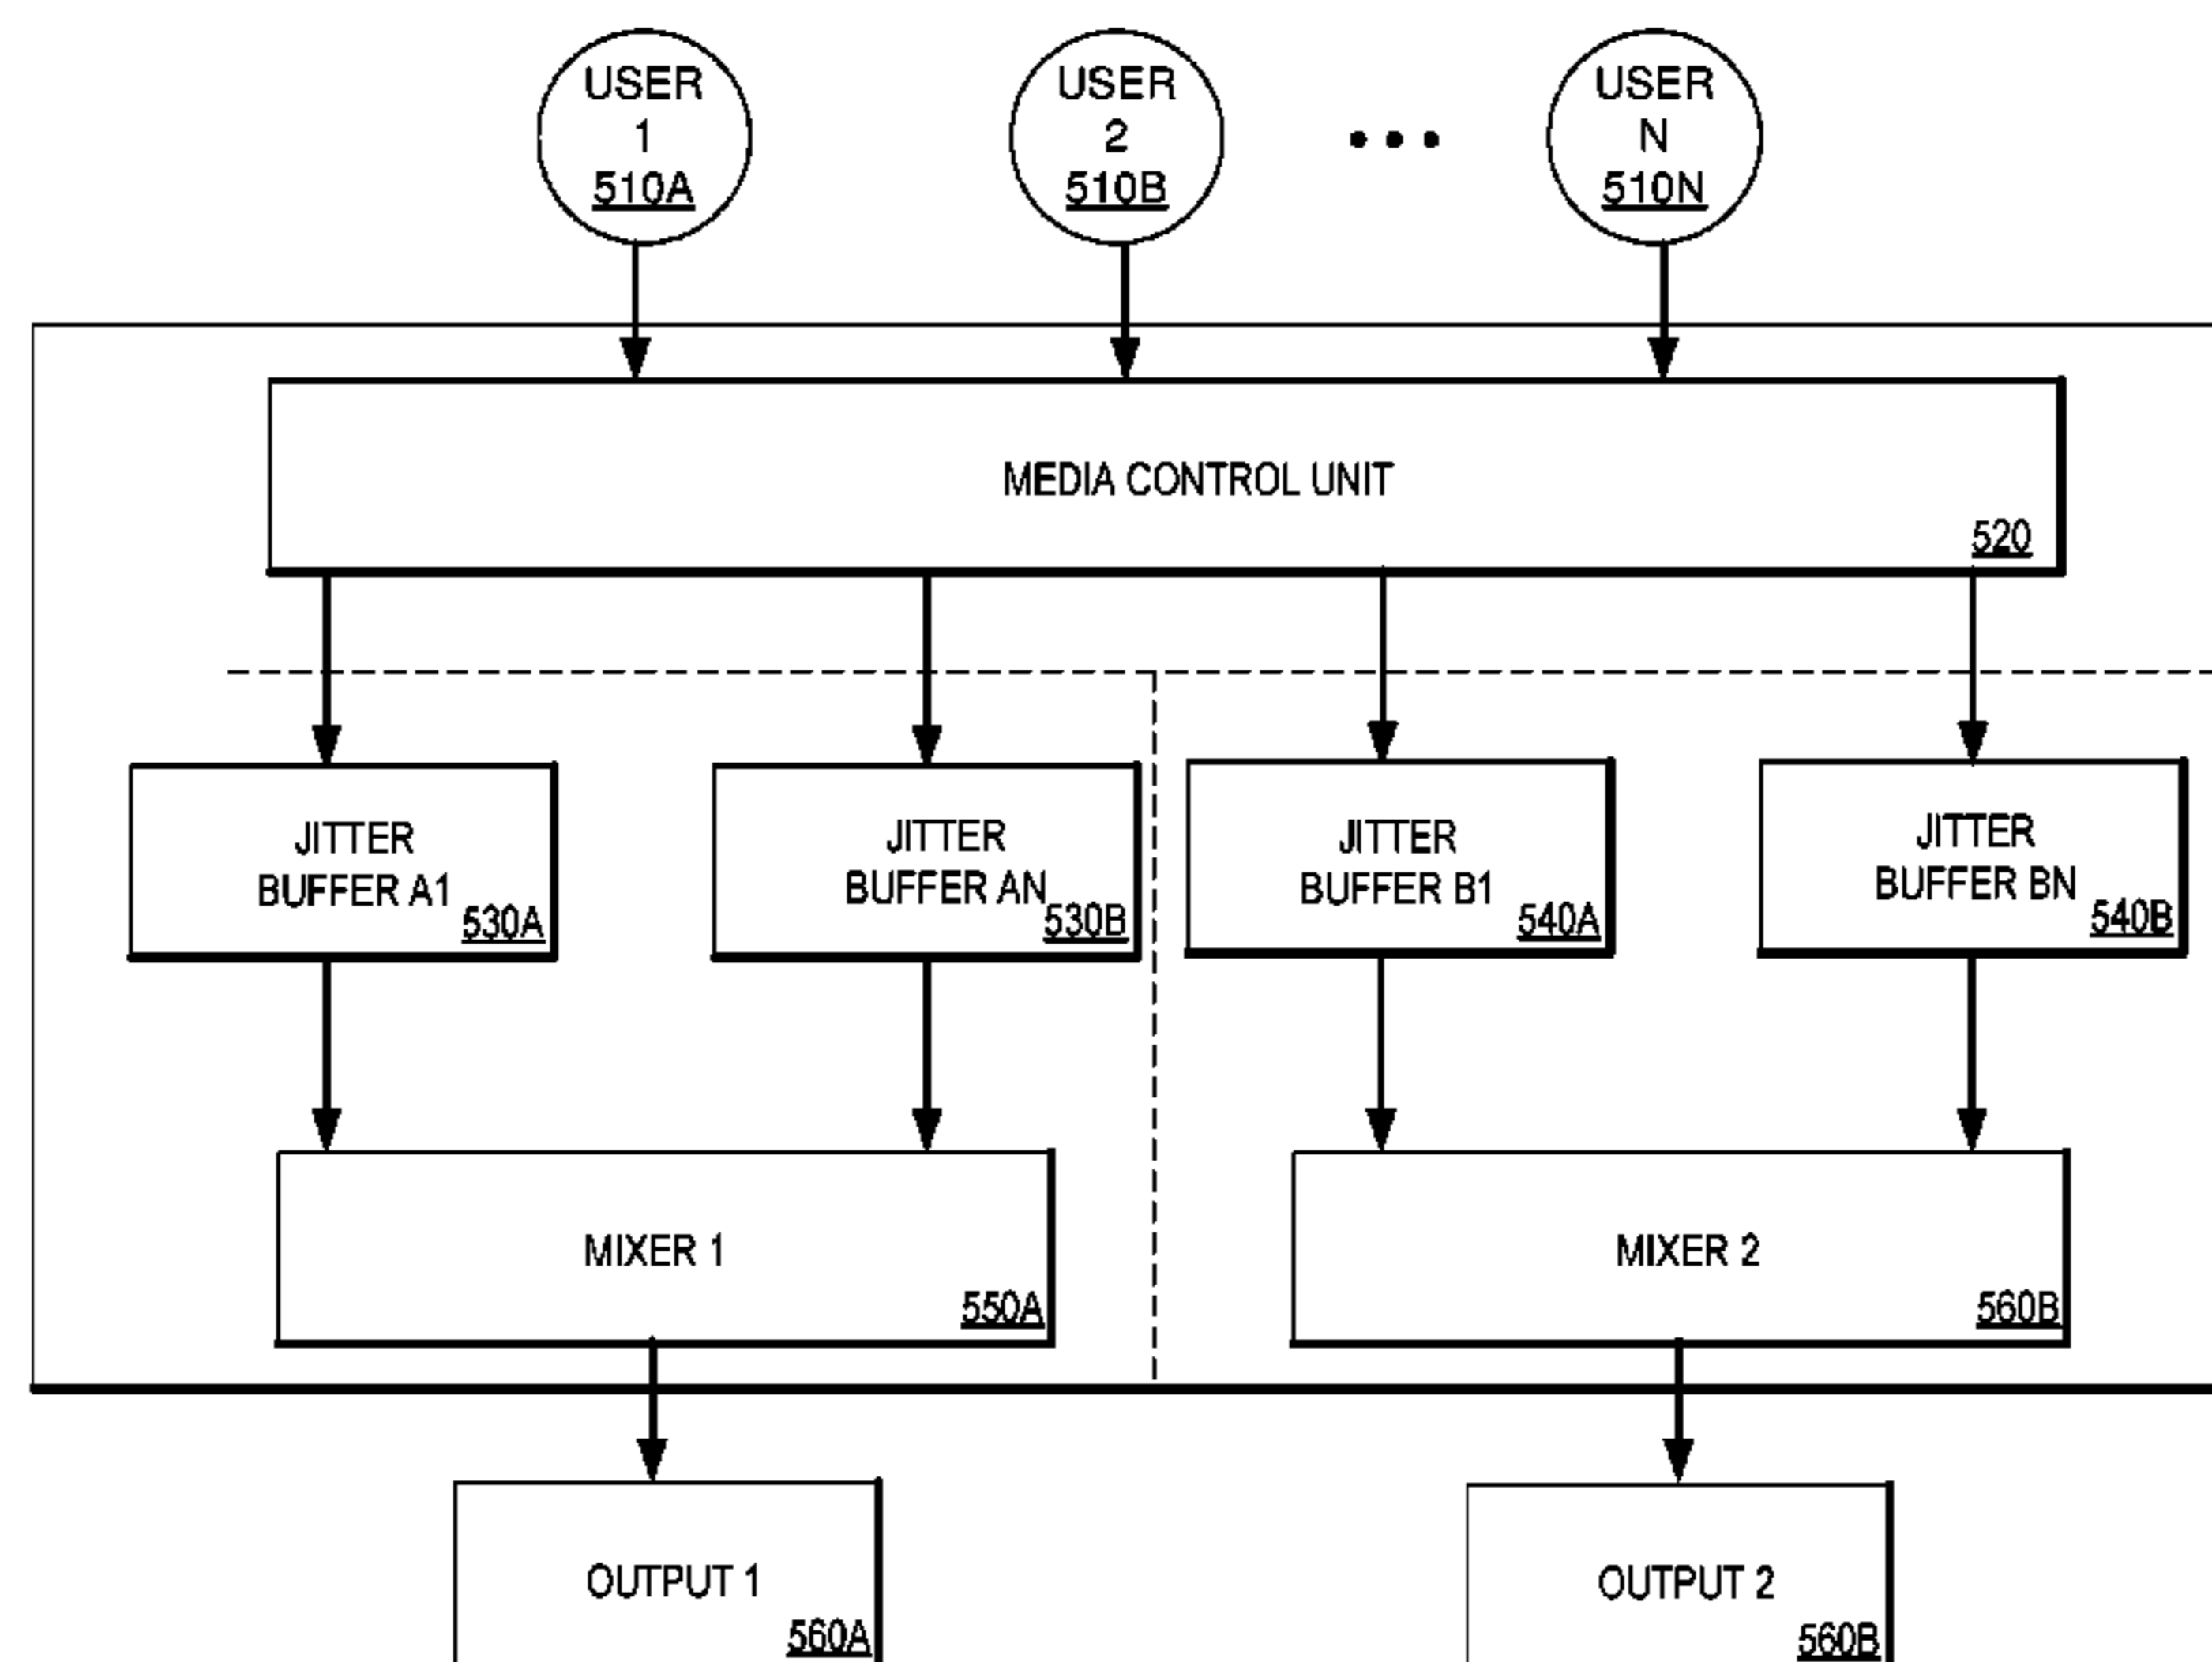 USER
1
510A
USER
2
510B
• • •
USER
N
510N
MEDIA CONTROL UNIT
520
JITTER
BUFFER A1
530A
JITTER
BUFFER AN
530B
JITTER
BUFFER B1
540A
JITTER
BUFFER BN
540B
MIXER 1
550A
MIXER 2
560B
OUTPUT 1
560A
OUTPUT 2
560B